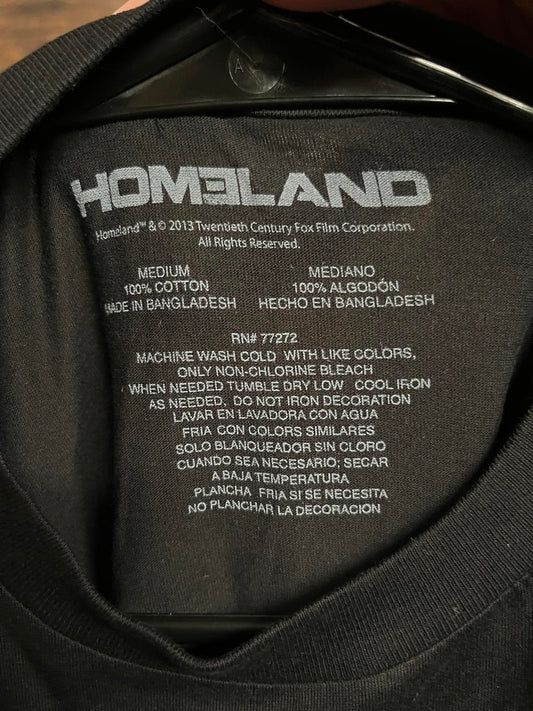 HOMELAND
Homeland™ & © 2013 Twentieth Century Fox Film Corporation.
All Rights Reserved.
MEDIUM MEDIANO
100% COTTON 100% ALGODÓN
MADE IN BANGLADESH HECHO EN BANGLADESH
RN# 77272
MACHINE WASH COLD WITH LIKE COLORS,
ONLY NON-CHLORINE BLEACH
WHEN NEEDED TUMBLE DRY LOW COOL IRON
AS NEEDED, DO NOT IRON DECORATION
LAVAR EN LAVADORA CON AGUA
FRIA CON COLORS SIMILARES
SOLO BLANQUEADOR SIN CLORO
CUANDO SEA NECESARIO; SECAR
A BAJA TEMPERATURA
PLANCHA FRIA SI SE NECESITA
NO PLANCHAR LA DECORACION